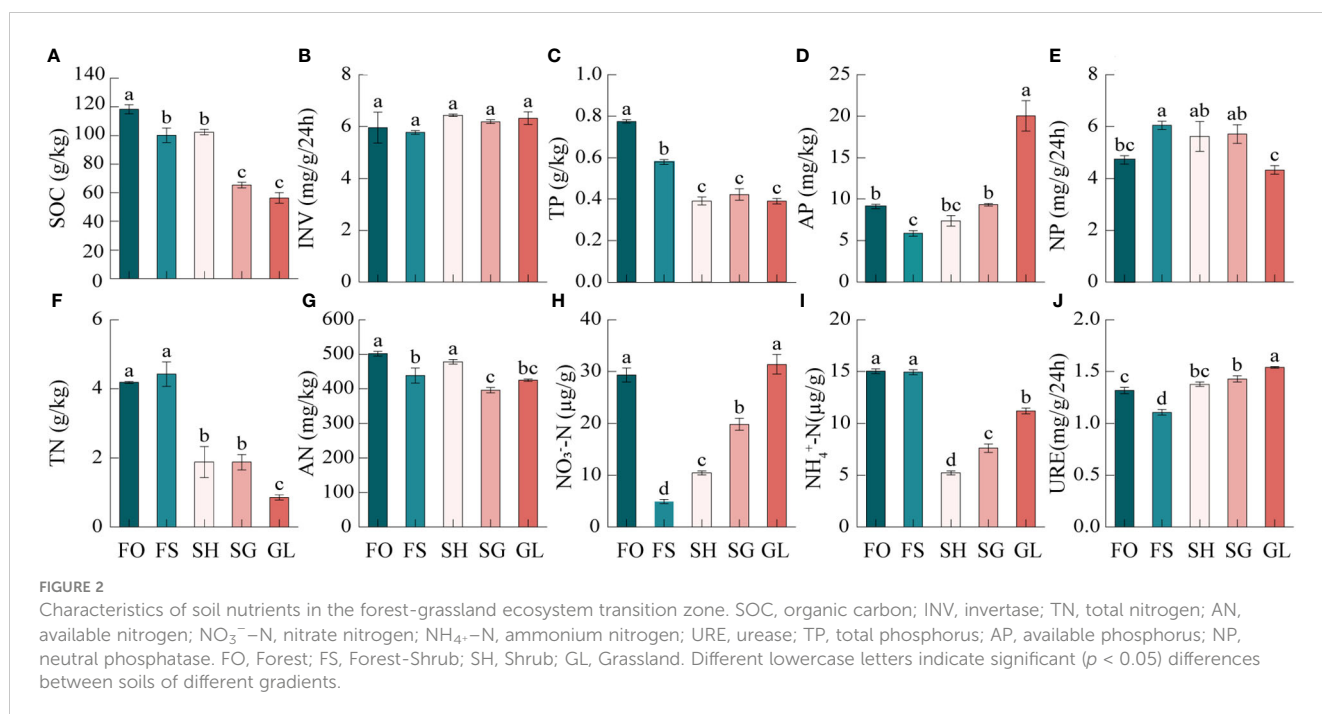 A
B
C
D
E
SOC (g/kg)
140
120
100
80
60
40
20
0
a
b
b
c
c
INV (mg/g/24h)
8
6
4
2
0
a
a
a
a
a
TP (g/kg)
1.0
0.8
0.6
0.4
0.2
0.0
a
b
c
c
c
AP (mg/kg)
25
20
15
10
5
0
b
c
bc
b
a
NP (mg/g/24h)
8
6
4
2
0
bc
a
ab
ab
c
F
G
H
I
J
TN (g/kg)
6
4
2
0
a
a
b
b
c
FO FS SH SG GL
AN (mg/kg)
600
500
400
300
200
100
0
a
b
a
c
bc
FO FS SH SG GL
NO₃⁻-N (μg/g)
40
30
20
10
0
a
d
c
b
a
FO FS SH SG GL
NH₄⁺-N(μg/g)
20
15
10
5
0
a
a
d
c
b
FO FS SH SG GL
URE(mg/g/24h)
2.0
1.5
1.0
0.5
0.0
c
d
bc
b
a
FO FS SH SG GL
FIGURE 2
Characteristics of soil nutrients in the forest-grassland ecosystem transition zone. SOC, organic carbon; INV, invertase; TN, total nitrogen; AN,
available nitrogen; NO₃⁻–N, nitrate nitrogen; NH₄₊–N, ammonium nitrogen; URE, urease; TP, total phosphorus; AP, available phosphorus; NP,
neutral phosphatase. FO, Forest; FS, Forest-Shrub; SH, Shrub; GL, Grassland. Different lowercase letters indicate significant (p < 0.05) differences
between soils of different gradients.